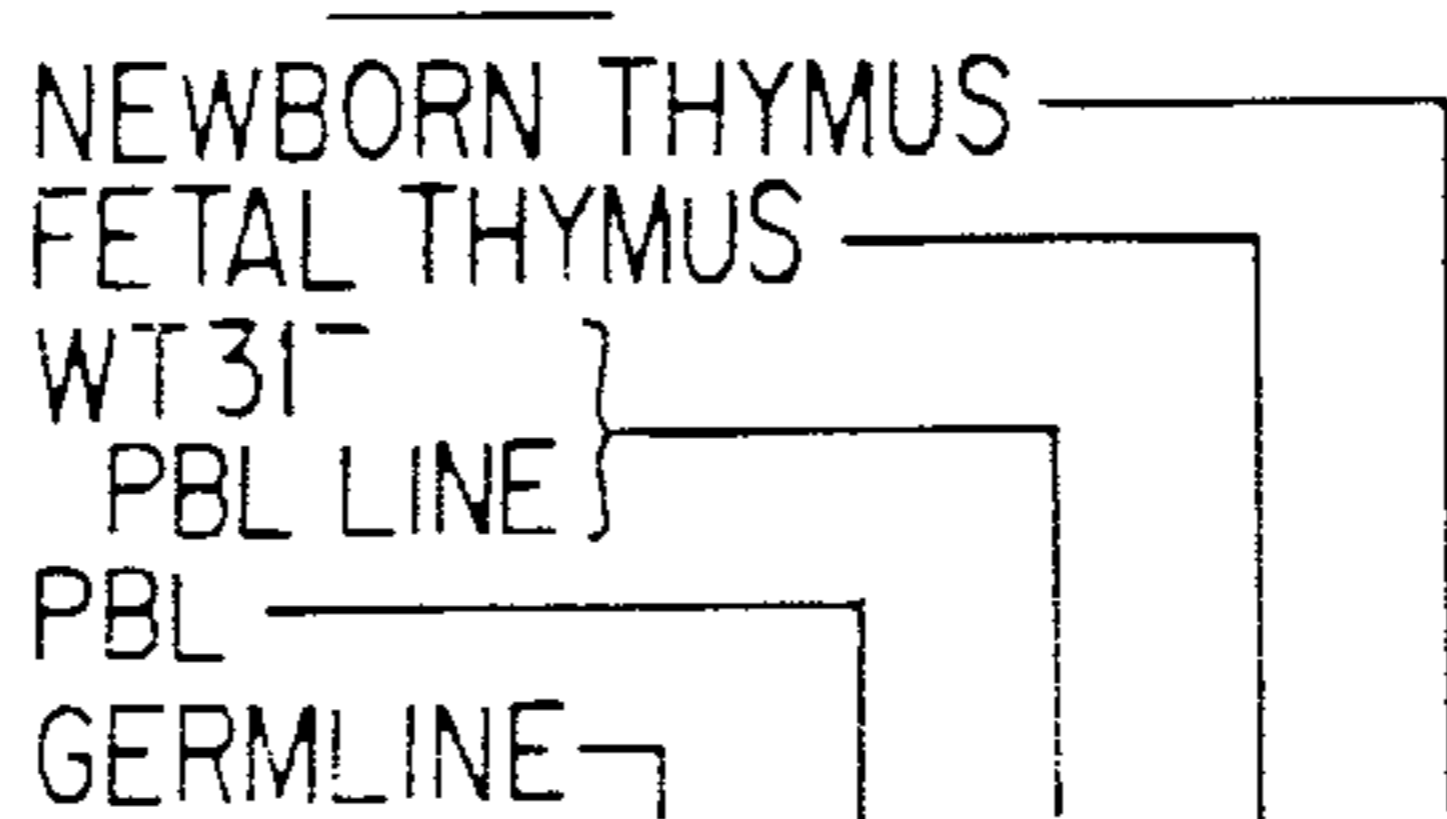 NEWBORN THYMUS
FETAL THYMUS
WT31⁻
PBL LINE
PBL
GERMLINE